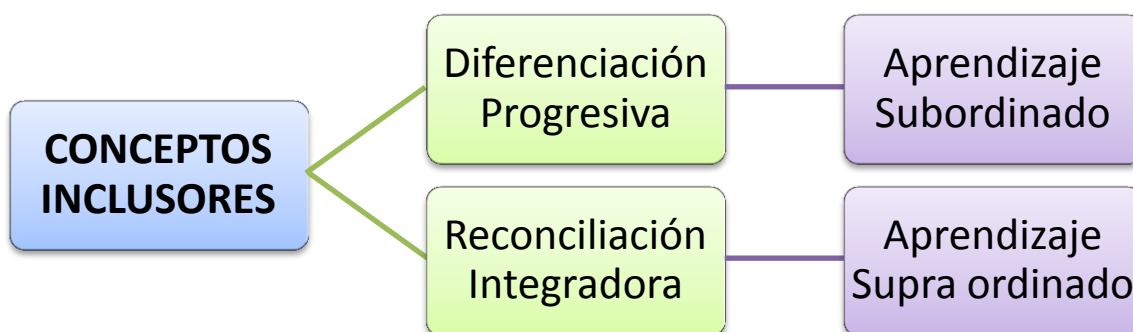 CONCEPTOS
INCLUSORES
Diferenciación
Progresiva
Aprendizaje
Subordinado
Reconciliación
Integradora
Aprendizaje
Supra ordinado